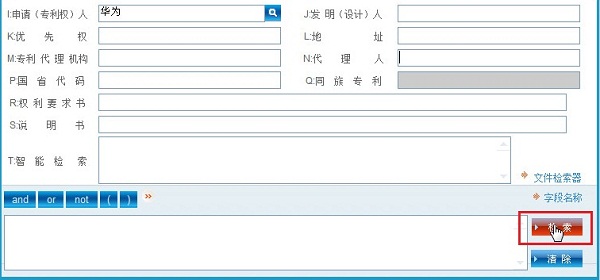 I:申请（专利权）人 华为 J:发明（设计）人
K:优先权 L:地址
M:专利代理机构 N:代理人
P:国省代码 Q:同族专利
R:权利要求书
S:说明书
T:智能检索
文件检索器
and or not ( ) 字段名称
检索
清除